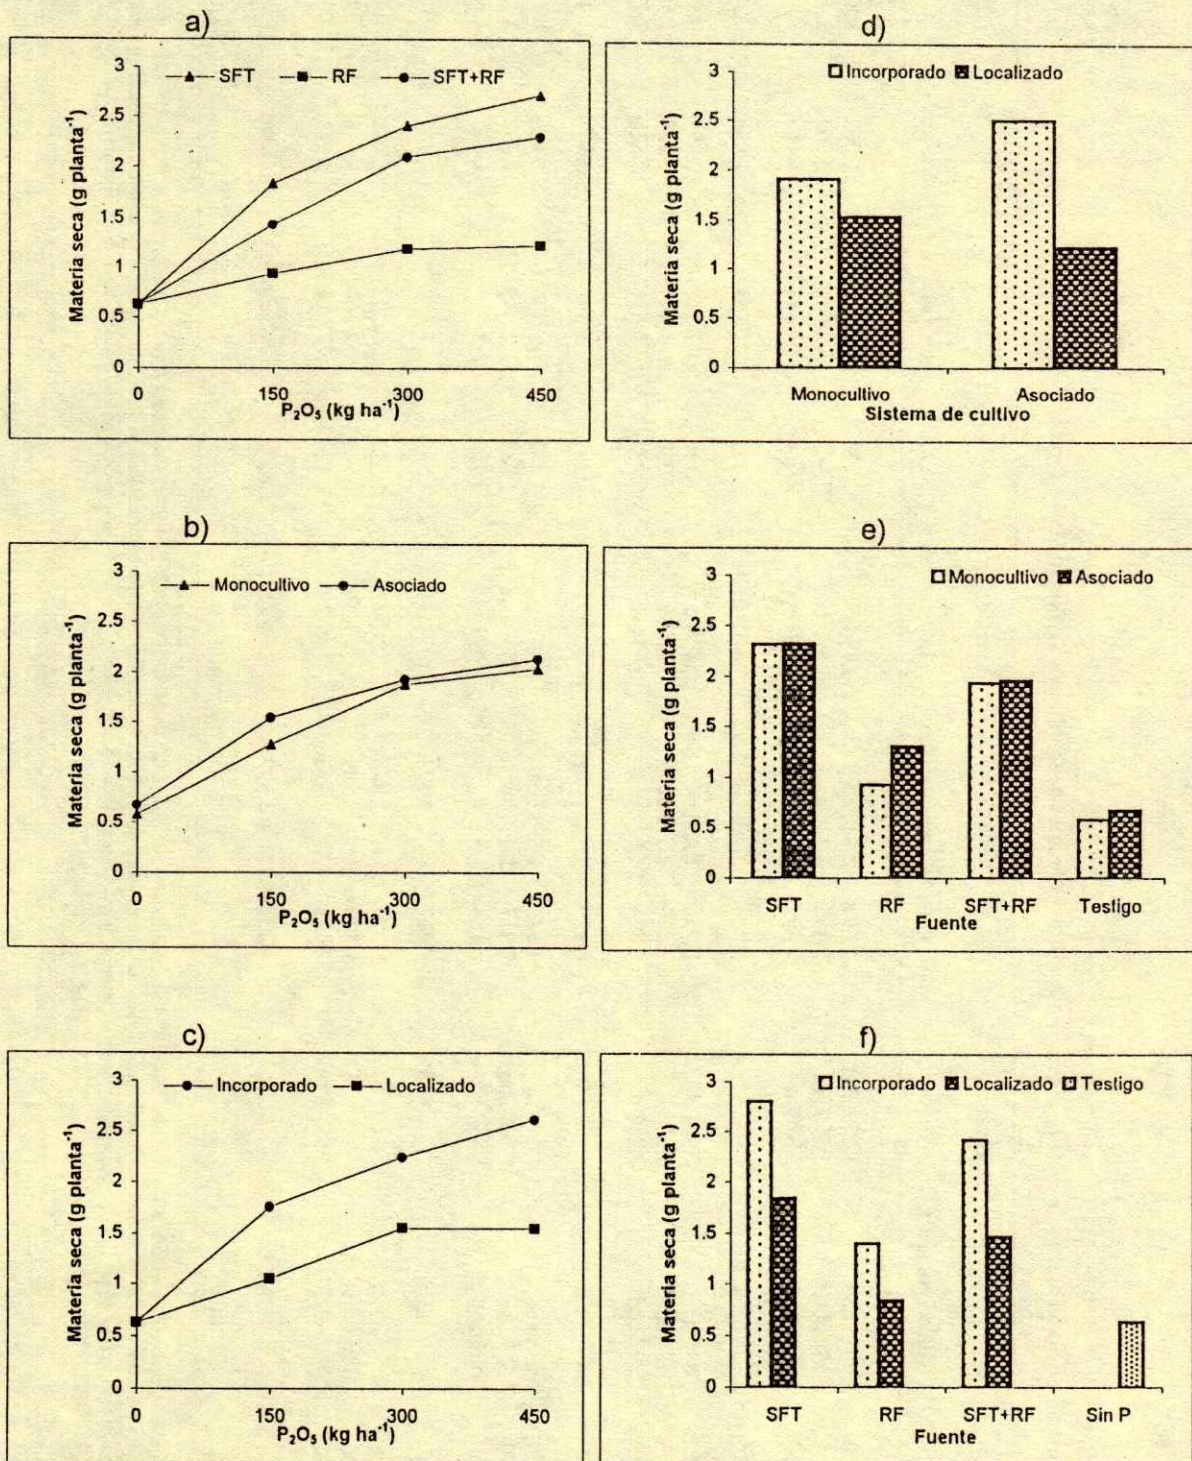 a)
SFT RF SFT+RF
3
2.5
2
1.5
1
0.5
0
Materia seca (g planta⁻¹)
0 150 300 450
P₂O₅ (kg ha⁻¹)
d)
Incorporado Localizado
3
2.5
2
1.5
1
0.5
0
Materia seca (g planta⁻¹)
Monocultivo Asociado
Sistema de cultivo
b)
Monocultivo Asociado
3
2.5
2
1.5
1
0.5
0
Materia seca (g planta⁻¹)
0 150 300 450
P₂O₅ (kg ha⁻¹)
e)
Monocultivo Asociado
3
2.5
2
1.5
1
0.5
0
Materia seca (g planta⁻¹)
SFT RF SFT+RF Testigo
Fuente
c)
Incorporado Localizado
3
2.5
2
1.5
1
0.5
0
Materia seca (g planta⁻¹)
0 150 300 450
P₂O₅ (kg ha⁻¹)
f)
Incorporado Localizado Testigo
3
2.5
2
1.5
1
0.5
0
Materia seca (g planta⁻¹)
SFT RF SFT+RF Sin P
Fuente